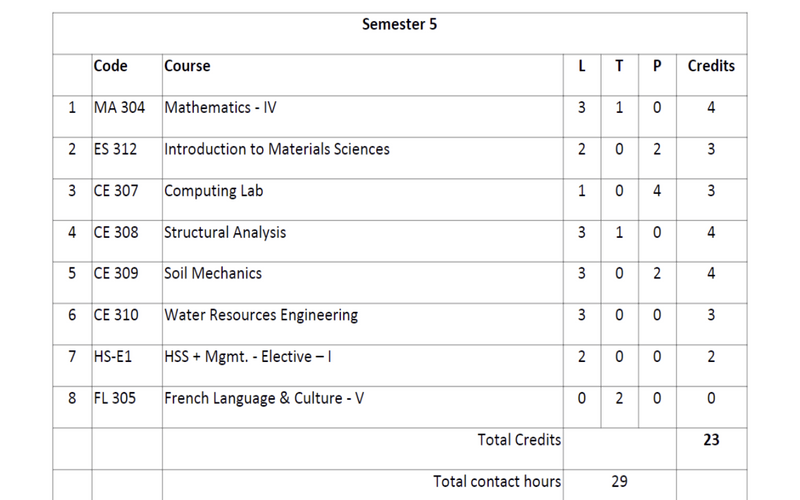 Semester 5
Code Course L T P Credits
1 MA 304 Mathematics - IV 3 1 0 4
2 ES 312 Introduction to Materials Sciences 2 0 2 3
3 CE 307 Computing Lab 1 0 4 3
4 CE 308 Structural Analysis 3 1 0 4
5 CE 309 Soil Mechanics 3 0 2 4
6 CE 310 Water Resources Engineering 3 0 0 3
7 HS-E1 HSS + Mgmt. - Elective – I 2 0 0 2
8 FL 305 French Language & Culture - V 0 2 0 0
Total Credits 23
Total contact hours 29